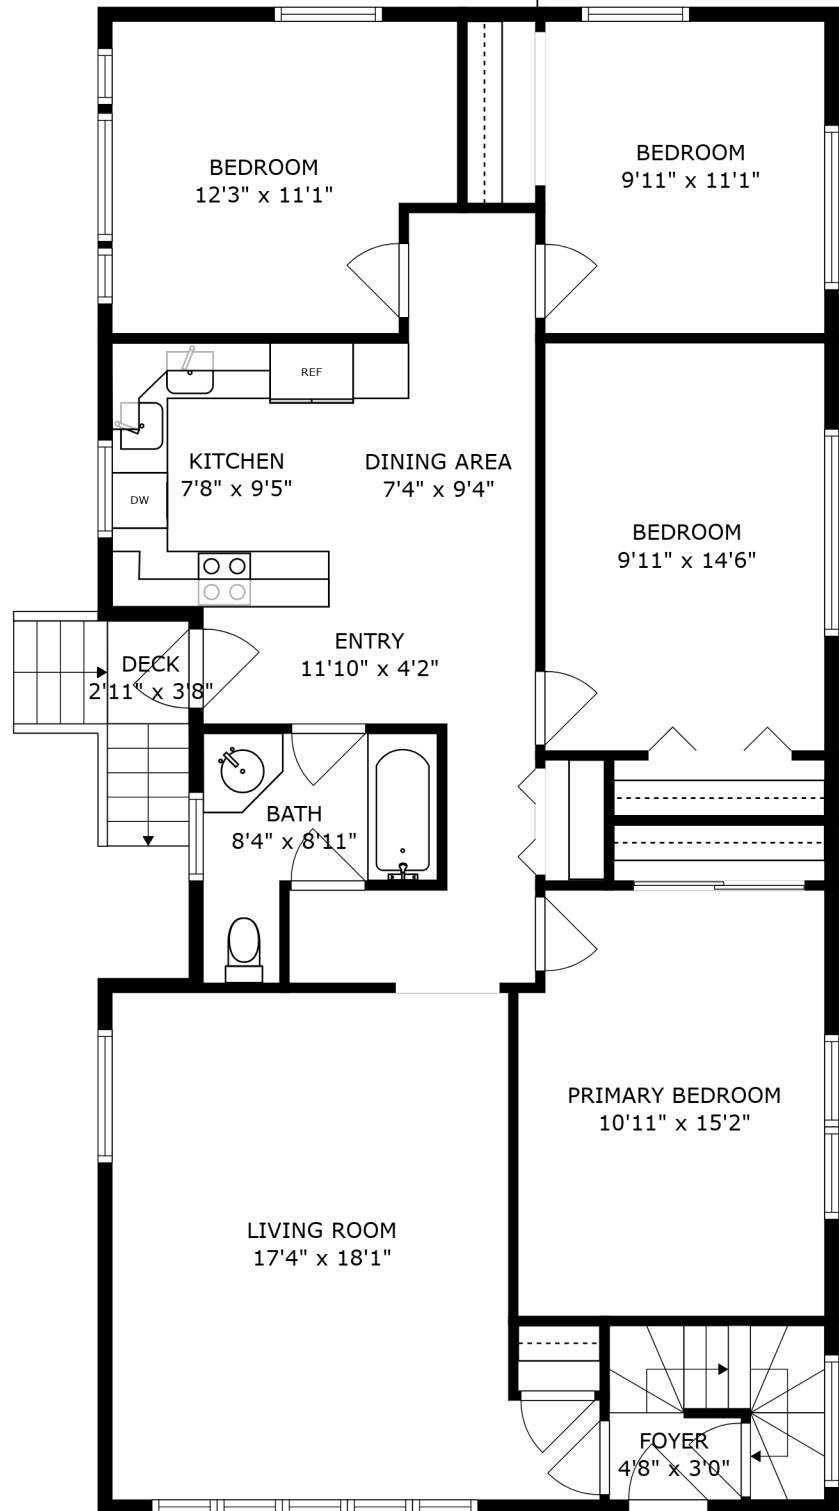 BEDROOM
12'3" x 11'1"
BEDROOM
9'11" x 11'1"
REF
KITCHEN
7'8" x 9'5"
DINING AREA
7'4" x 9'4"
DW
BEDROOM
9'11" x 14'6"
ENTRY
11'10" x 4'2"
DECK
2'11" x 3'8"
BATH
8'4" x 8'11"
PRIMARY BEDROOM
10'11" x 15'2"
LIVING ROOM
17'4" x 18'1"
FOYER
4'8" x 3'0"